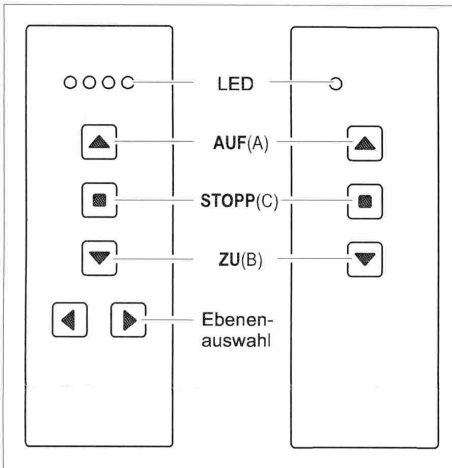 LED
AUF(A)
STOPP(C)
ZU(B)
Ebenen-
auswahl